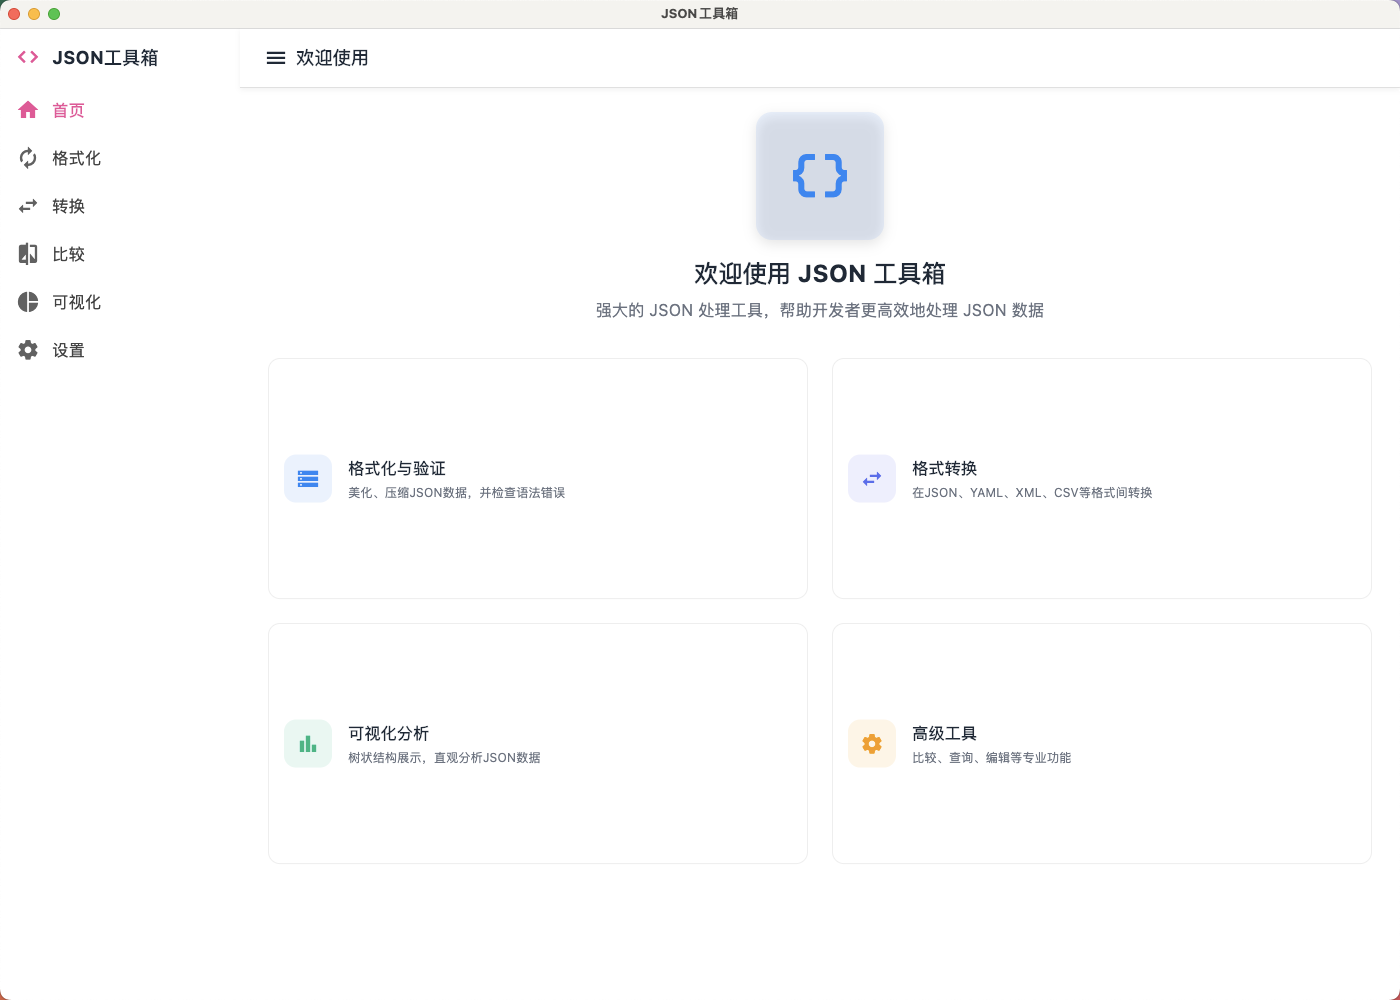 JSON 工具箱
JSON工具箱
欢迎使用
首页
格式化
转换
比较
可视化
设置
欢迎使用 JSON 工具箱
强大的 JSON 处理工具，帮助开发者更高效地处理 JSON 数据
格式化与验证
美化、压缩JSON数据，并检查语法错误
格式转换
在JSON、YAML、XML、CSV等格式间转换
可视化分析
树状结构展示，直观分析JSON数据
高级工具
比较、查询、编辑等专业功能